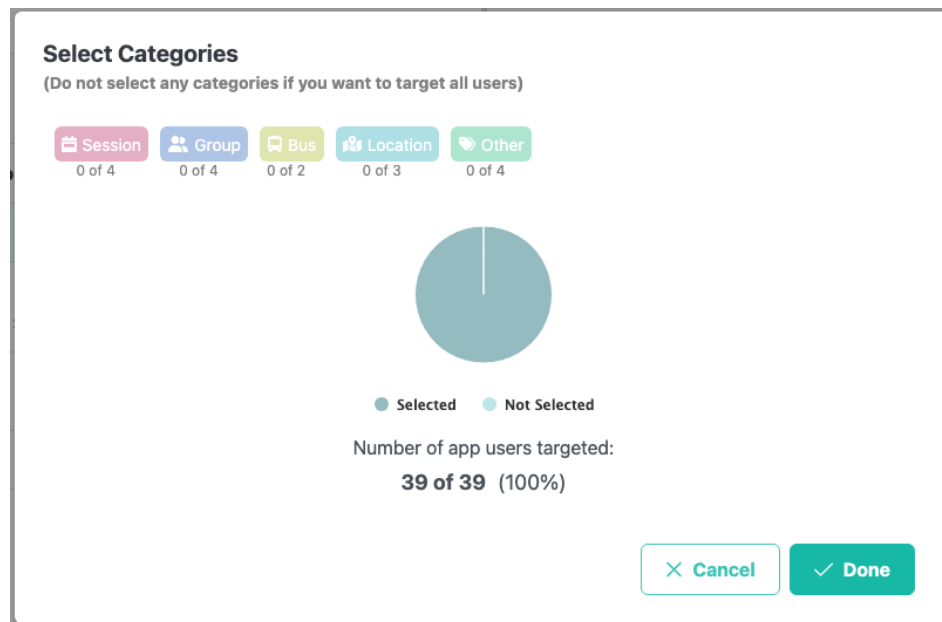 Select Categories
(Do not select any categories if you want to target all users)
Session Group Bus Location Other
0 of 4 0 of 4 0 of 2 0 of 3 0 of 4
Selected Not Selected
Number of app users targeted:
39 of 39 (100%)
Cancel Done